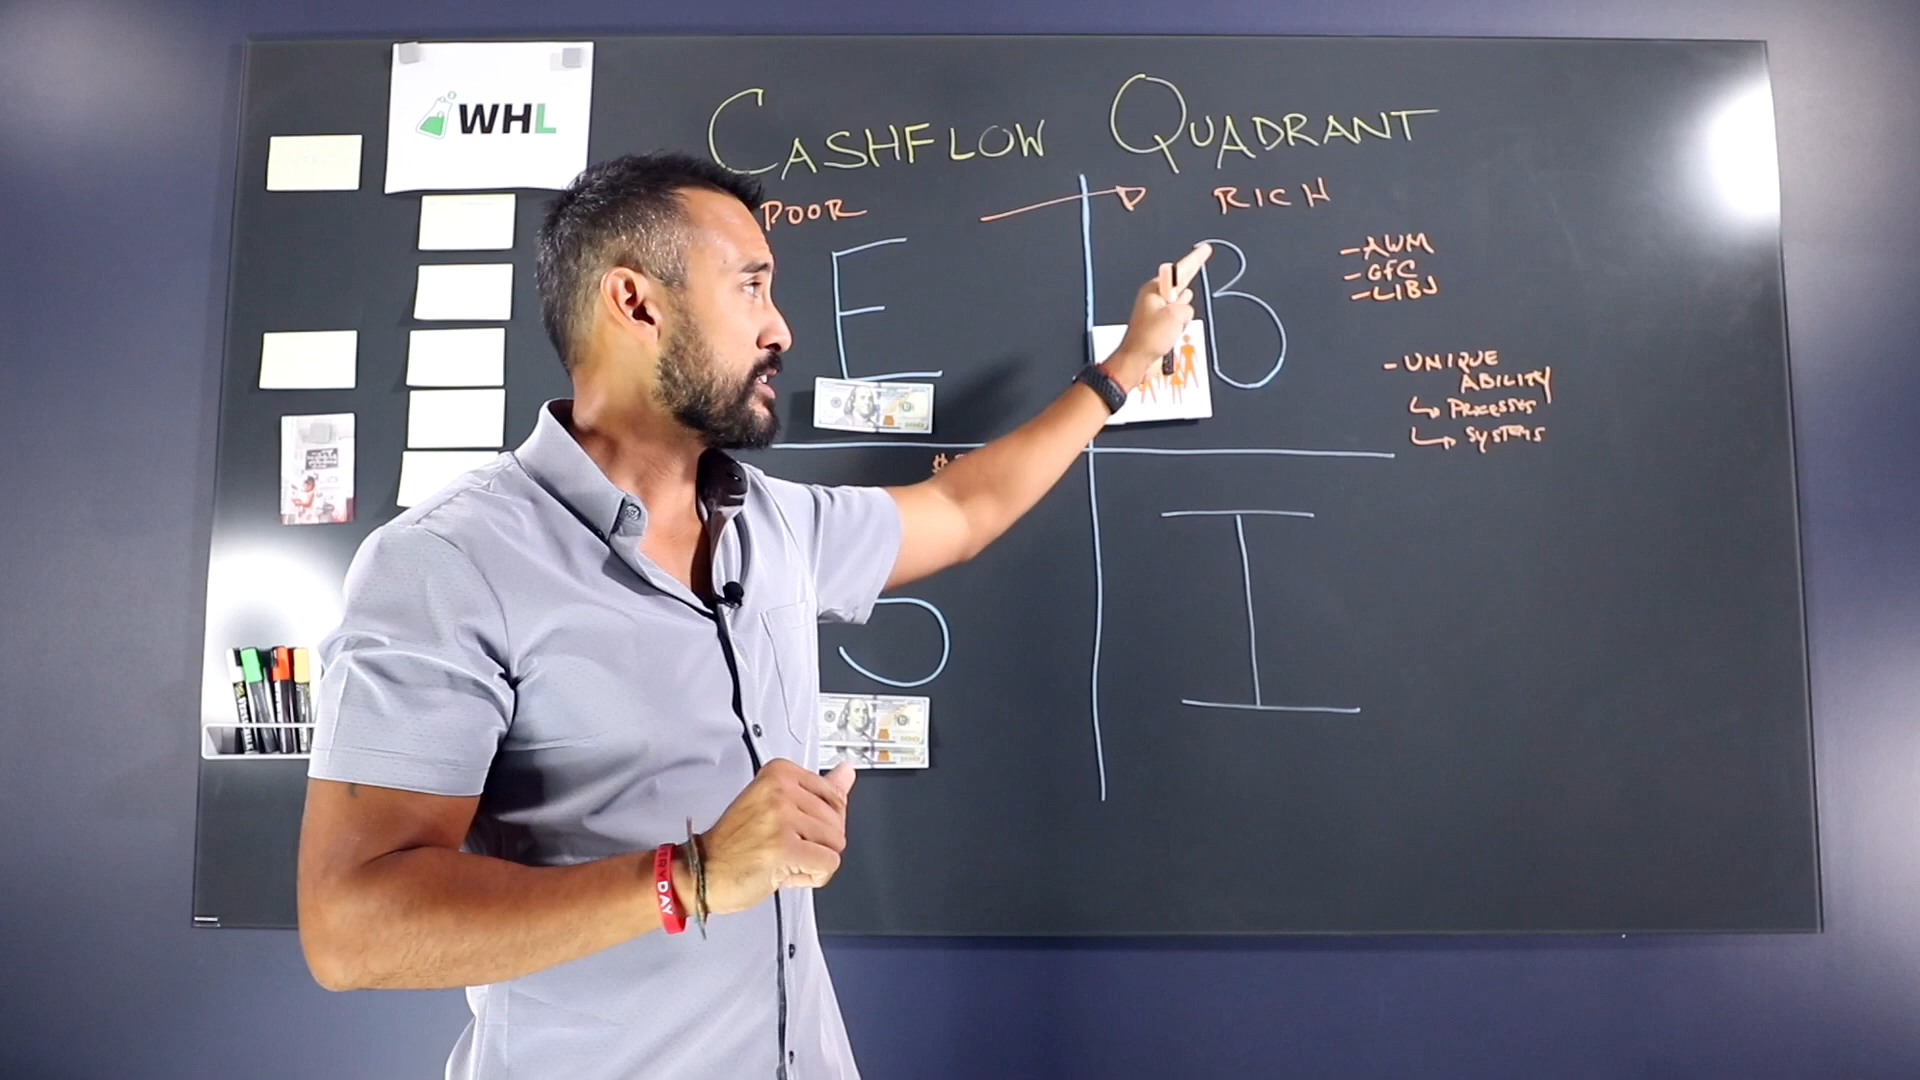 WHL
CASHFLOW QUADRANT
POOR
RICH
E
B
- AWM
- GFC
- LIBJ
- UNIQUE
ABILITY
PROCESSES
SYSTEMS
I
DAY